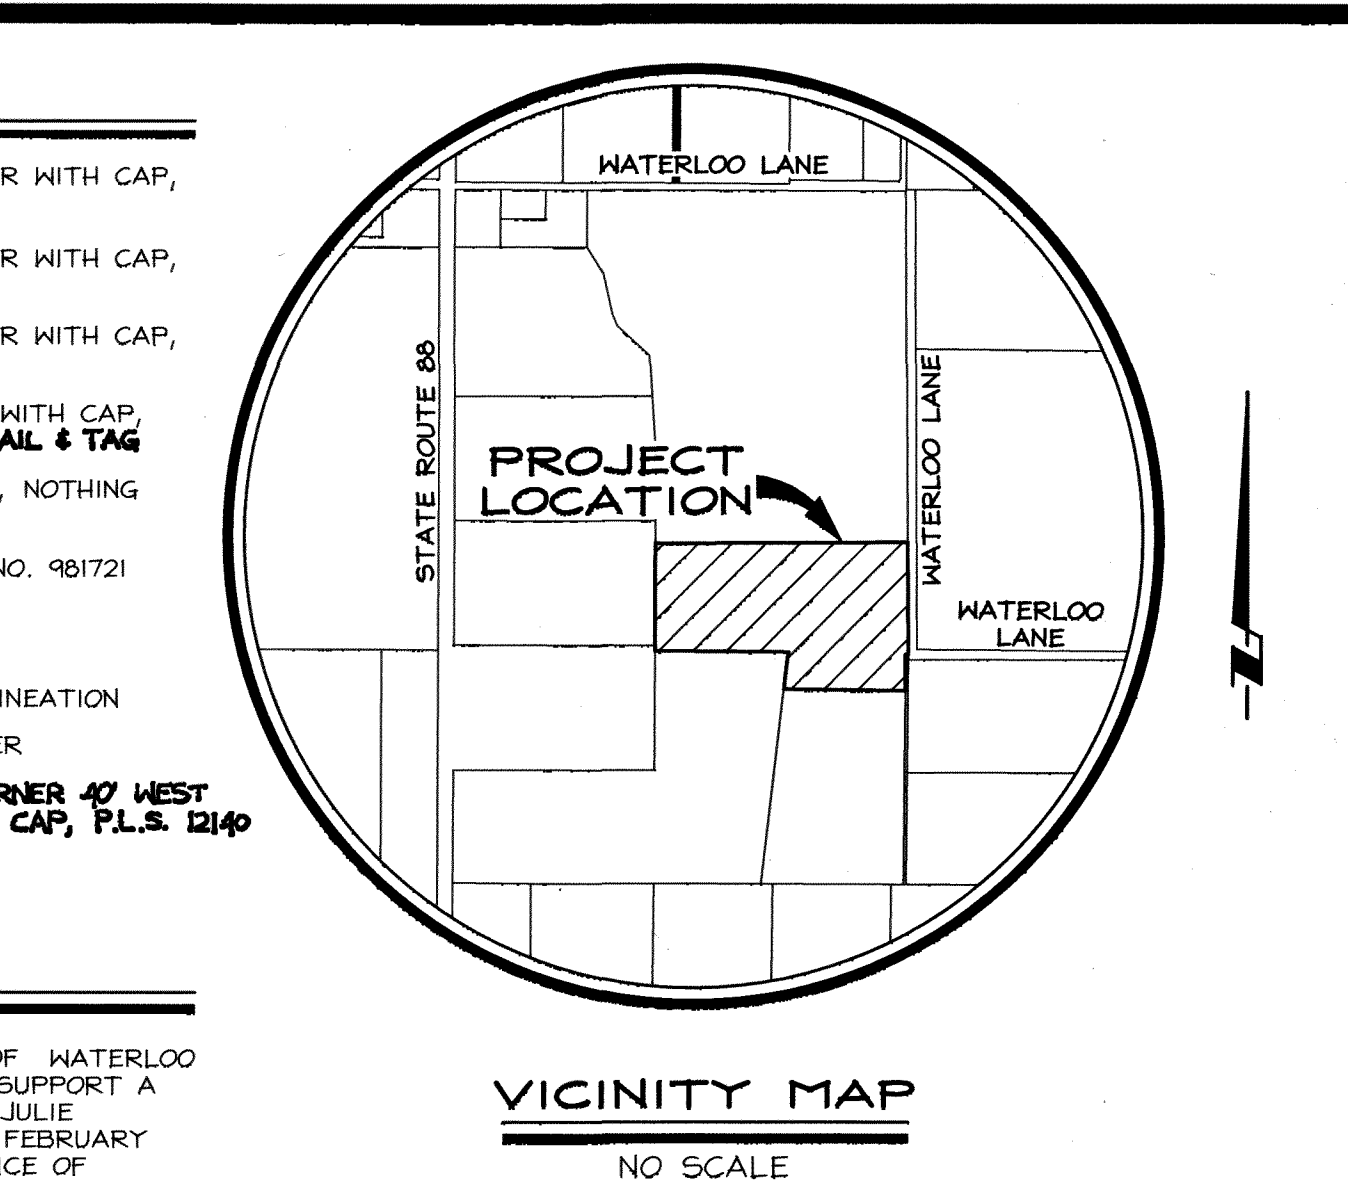 R WITH CAP,
R WITH CAP,
R WITH CAP,
WITH CAP,
AIL & TAG
, NOTHING
NO. 981721
INEATION
ER
RNER 40' WEST
CAP, P.L.S. 12140
OF WATERLOO
SUPPORT A
JULIE
FEBRUARY
ICE OF
WATERLOO LANE
STATE ROUTE 88
PROJECT
LOCATION
WATERLOO LANE
WATERLOO
LANE
VICINITY MAP
NO SCALE